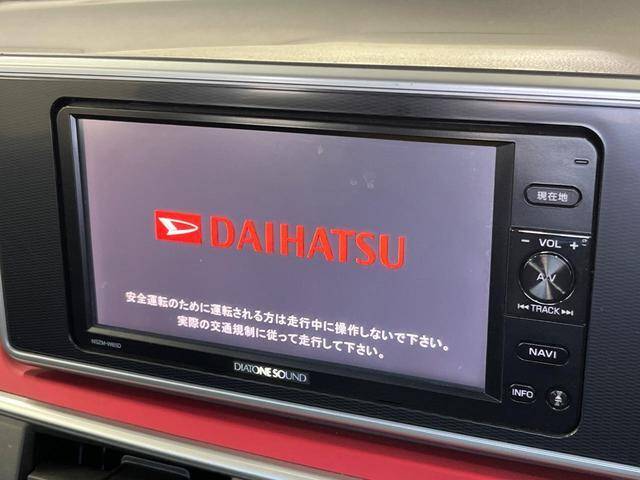 DAIHATSU
安全運転のために運転される方は走行中に操作しないで下さい。
実際の交通規制に従って走行して下さい。
NSZM-W61D
DIATONE SOUND
現在地
− VOL +
AV
TRACK
NAVI
INFO